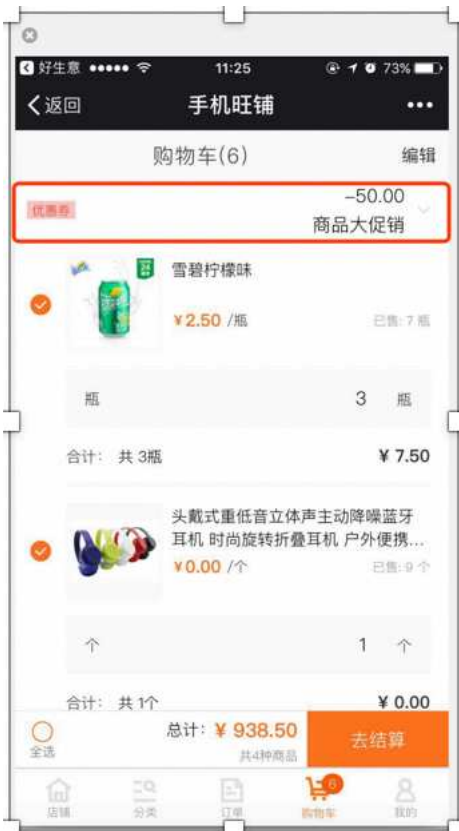 好生意 11:25 73%
返回 手机旺铺
购物车(6) 编辑
优惠券 -50.00
商品大促销
雪碧柠檬味
¥2.50 /瓶 已售: 7 瓶
瓶 3 瓶
合计: 共 3瓶 ¥ 7.50
头戴式重低音立体声主动降噪蓝牙
耳机 时尚旋转折叠耳机 户外便携...
¥0.00 /个 已售: 9 个
个 1 个
合计: 共 1个 ¥ 0.00
总计: ¥ 938.50 去结算
全选 共4种商品
6
店铺 分类 订单 购物车 我的